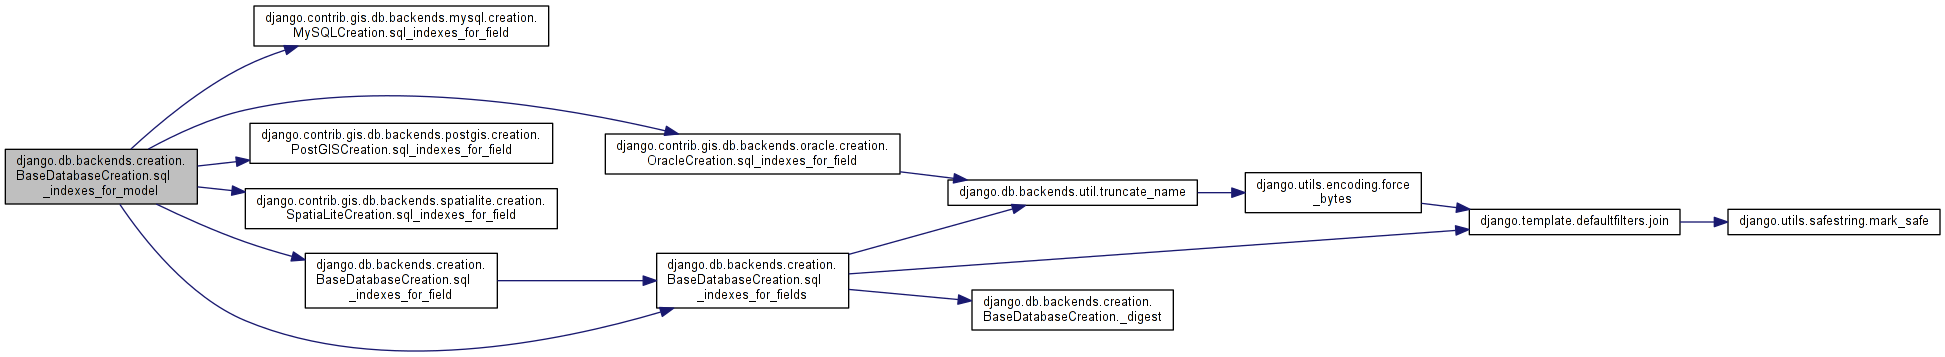 django.contrib.gis.db.backends.mysql.creation.
MySQLCreation.sql_indexes_for_field
django.contrib.gis.db.backends.postgis.creation.
PostGISCreation.sql_indexes_for_field
django.contrib.gis.db.backends.oracle.creation.
OracleCreation.sql_indexes_for_field
django.db.backends.creation.
BaseDatabaseCreation.sql
_indexes_for_model
django.contrib.gis.db.backends.spatialite.creation.
SpatiaLiteCreation.sql_indexes_for_field
django.db.backends.util.truncate_name
django.utils.encoding.force
_bytes
django.template.defaultfilters.join
django.utils.safestring.mark_safe
django.db.backends.creation.
BaseDatabaseCreation.sql
_indexes_for_field
django.db.backends.creation.
BaseDatabaseCreation.sql
_indexes_for_fields
django.db.backends.creation.
BaseDatabaseCreation._digest